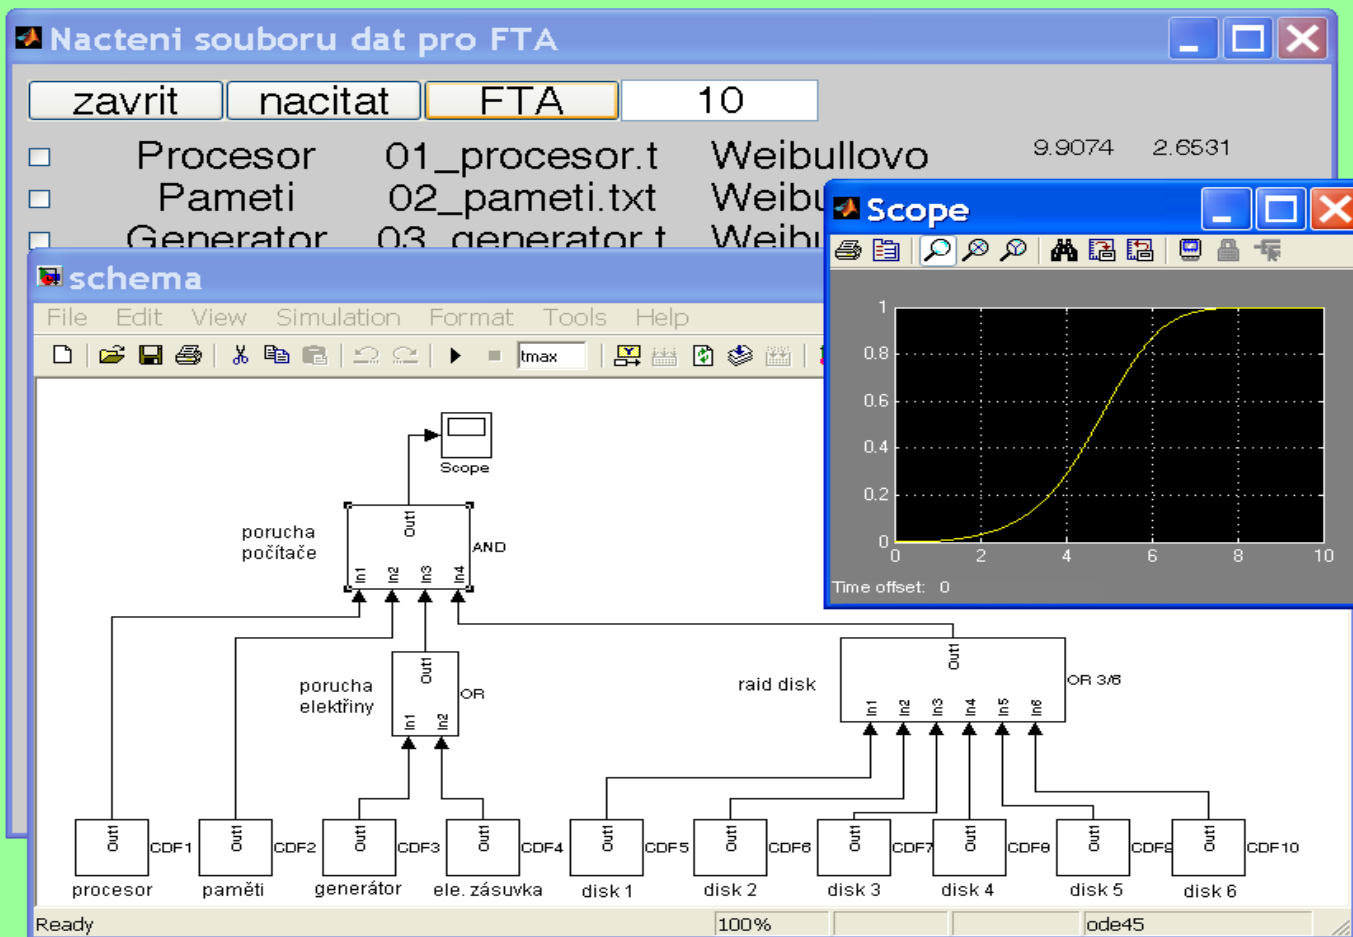 Nacteni souboru dat pro FTA
zavrit nacitat FTA 10
Procesor 01_procesor.t Weibullovo 9.9074 2.6531
Pameti 02_pameti.txt Weibu
Generator 03_generator.t Weibu
Scope
1
0.8
0.6
0.4
0.2
0
0 2 4 6 8 10
Time offset: 0
schema
File Edit View Simulation Format Tools Help
tmax
Scope
porucha
počítače
Out1
AND
In1 In2 In3 In4
porucha
elektřiny
Out1
OR
In1 In2
raid disk
Out1
OR 3/6
In1 In2 In3 In4 In5 In6
Out1 CDF1 Out1 CDF2 Out1 CDF3 Out1 CDF4 Out1 CDF5 Out1 CDF6 Out1 CDF7 Out1 CDF8 Out1 CDF9 Out1 CDF10
procesor paměti generátor ele. zásuvka disk 1 disk 2 disk 3 disk 4 disk 5 disk 6
Ready 100% ode45